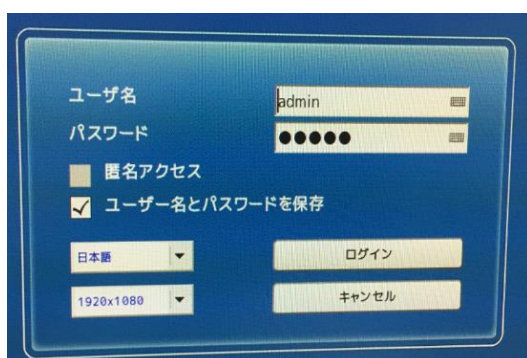 ユーザ名 admin
パスワード ●●●●●
匿名アクセス
ユーザー名とパスワードを保存
日本語 ログイン
1920x1080 キャンセル